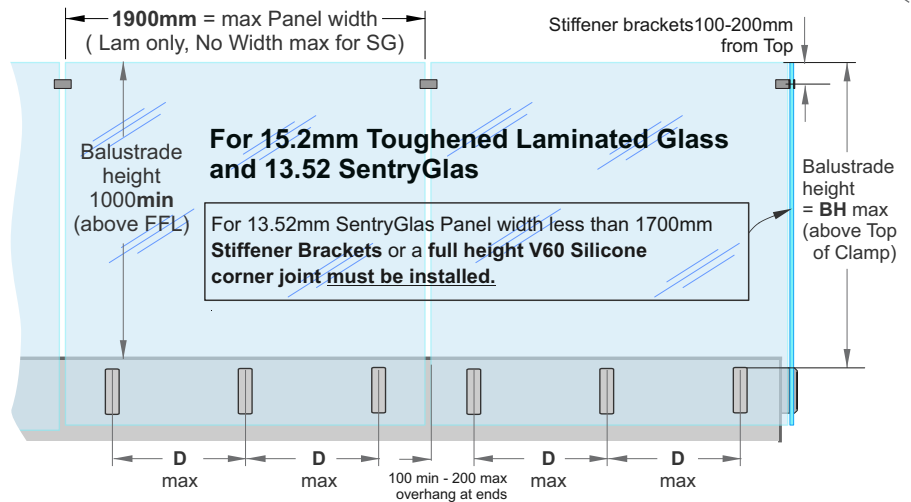 1900mm = max Panel width
( Lam only, No Width max for SG)
Stiffener brackets100-200mm
from Top
For 15.2mm Toughened Laminated Glass
and 13.52 SentryGlas
Balustrade
height
1000min
(above FFL)
For 13.52mm SentryGlas Panel width less than 1700mm
Stiffener Brackets or a full height V60 Silicone
corner joint must be installed.
Balustrade
height
= BH max
(above Top
of Clamp)
D
max
D
max
100 min - 200 max
overhang at ends
D
max
D
max